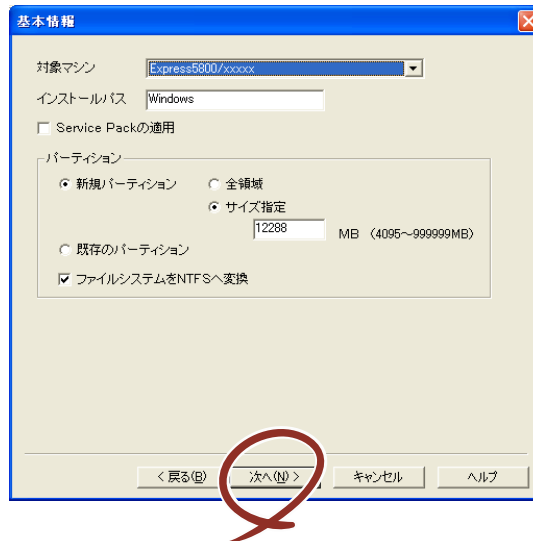 基本情報
対象マシン Express5800/xxxxx
インストールパス Windows
Service Packの適用
パーティション
新規パーティション 全領域
サイズ指定
12288 MB (4095～999999MB)
既存のパーティション
ファイルシステムをNTFSへ変換
< 戻る(B) 次へ(N) > キャンセル ヘルプ